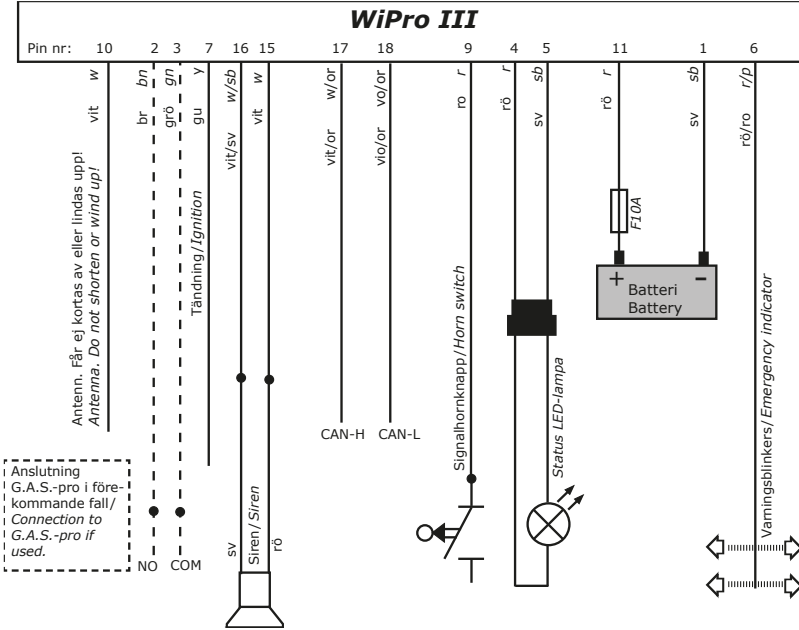 WiPro III
Pin nr: 10 2 3 7 16 15 17 18 9 4 5 11 1 6
w
bn
gn
y
w/sb
w
w/or
vo/or
r
r
sb
r
sb
r/p
vit
br
grö
gu
vit/sv
vit
vit/or
vio/or
ro
rö
sv
rö
sv
rö/ro
Antenn. Får ej kortas av eller lindas upp!
Antenna. Do not shorten or wind up!
Tändning/Ignition
F10A
+ -
Batteri
Battery
CAN-H CAN-L
Signalhornknapp/Horn switch
Status LED-lampa
Varningsblinkers/Emergency indicator
Anslutning
G.A.S.-pro i före-
kommande fall/
Connection to
G.A.S.-pro if
used.
NO COM
sv
Siren/Siren
rö